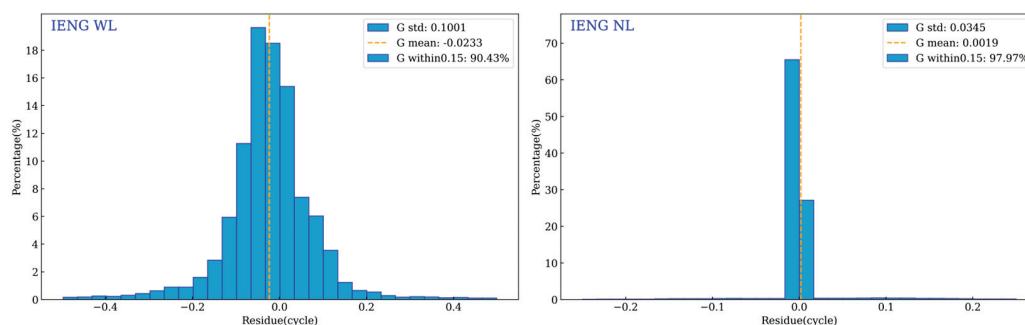 IENG WL
G std: 0.1001
G mean: -0.0233
G within0.15: 90.43%
Percentage(%)
18
16
14
12
10
8
6
4
2
0
−0.4
−0.2
0.0
0.2
0.4
Residue(cycle)
IENG NL
G std: 0.0345
G mean: 0.0019
G within0.15: 97.97%
Percentage(%)
70
60
50
40
30
20
10
0
−0.2
−0.1
0.0
0.1
0.2
Residue(cycle)